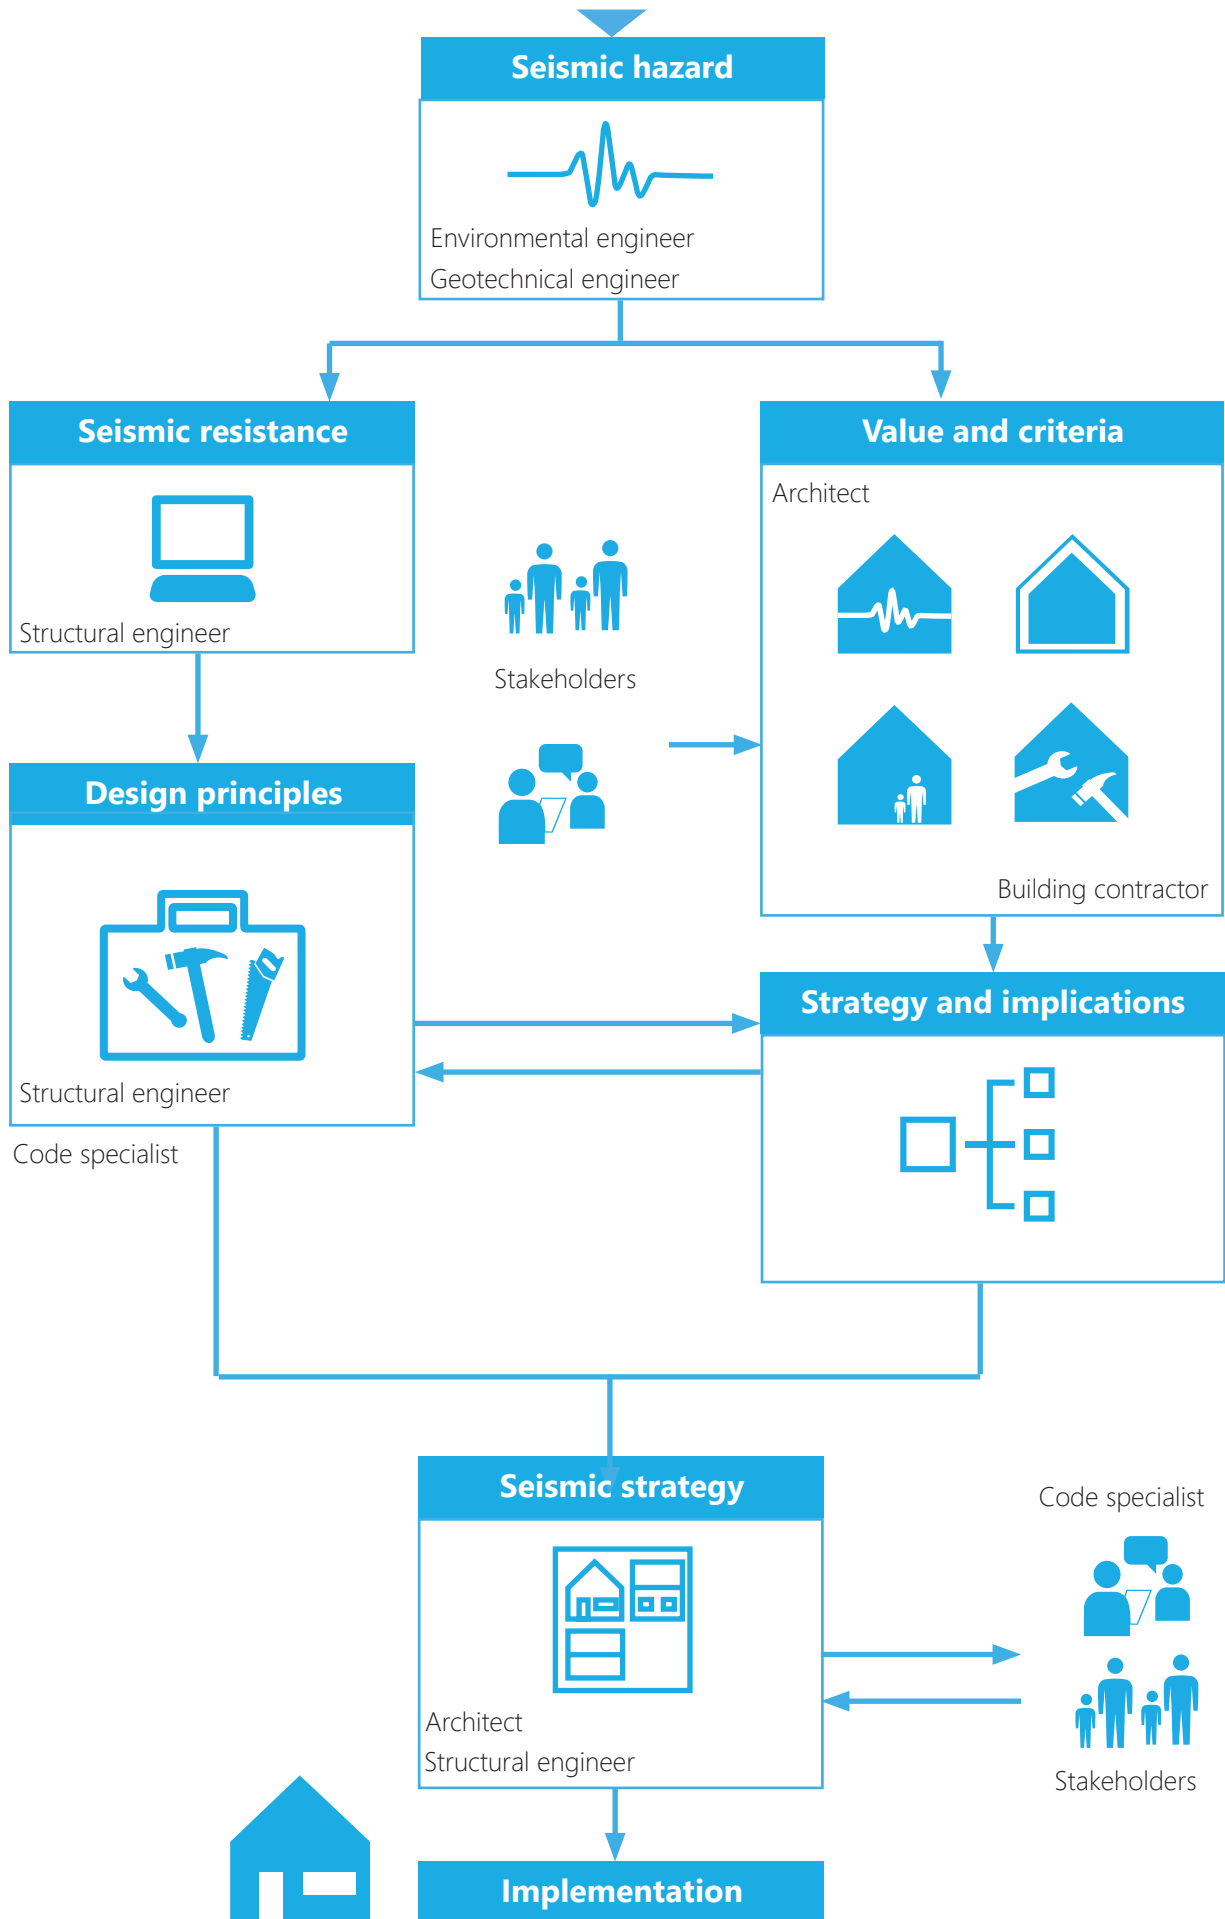 Seismic hazard
Environmental engineer
Geotechnical engineer
Seismic resistance
Structural engineer
Value and criteria
Architect
Building contractor
Stakeholders
Design principles
Structural engineer
Code specialist
Strategy and implications
Seismic strategy
Architect
Structural engineer
Code specialist
Stakeholders
Implementation